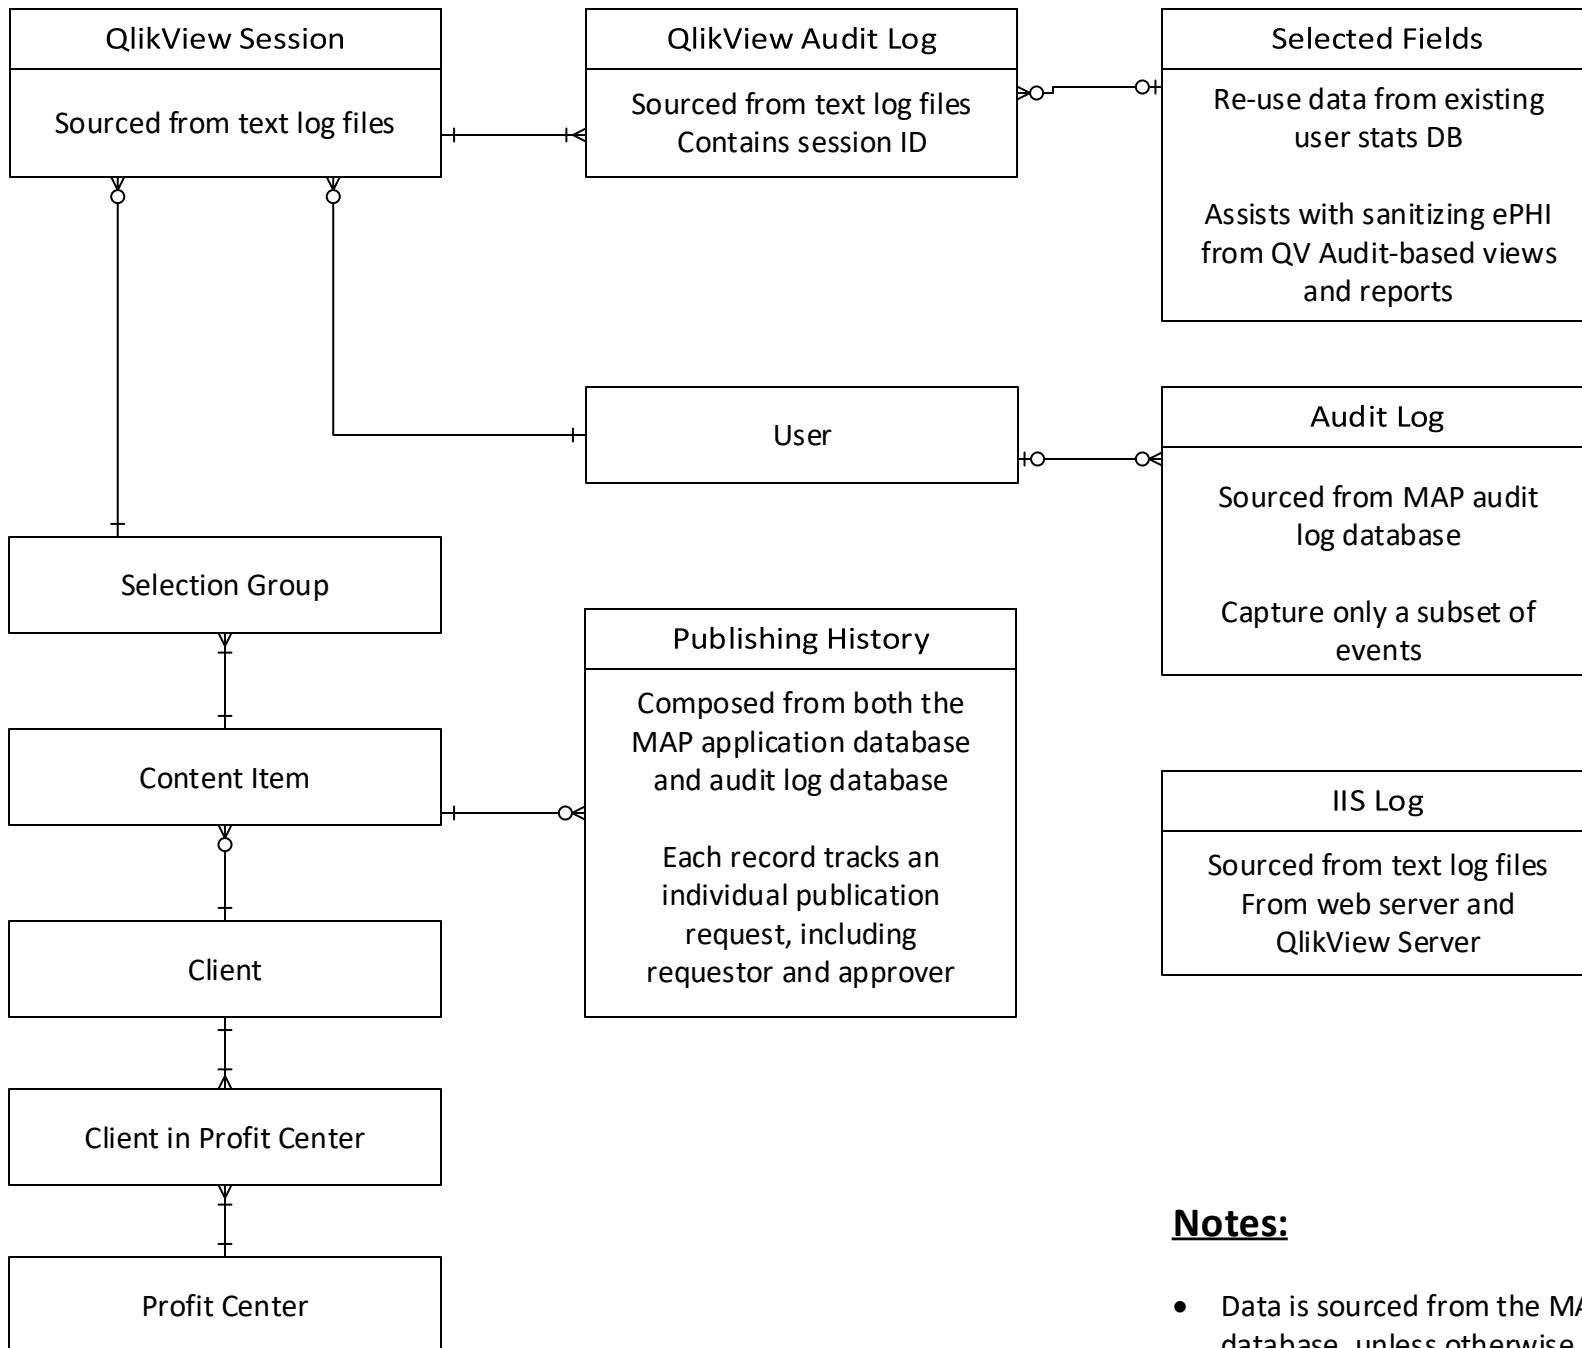 QlikView Session
Sourced from text log files
QlikView Audit Log
Sourced from text log files
Contains session ID
Selected Fields
Re-use data from existing
user stats DB
Assists with sanitizing ePHI
from QV Audit-based views
and reports
User
Audit Log
Sourced from MAP audit
log database
Capture only a subset of
events
Selection Group
Publishing History
Composed from both the
MAP application database
and audit log database
Each record tracks an
individual publication
request, including
requestor and approver
Content Item
IIS Log
Sourced from text log files
From web server and
QlikView Server
Client
Client in Profit Center
Profit Center
Notes:
• Data is sourced from the MA
database, unless otherwise